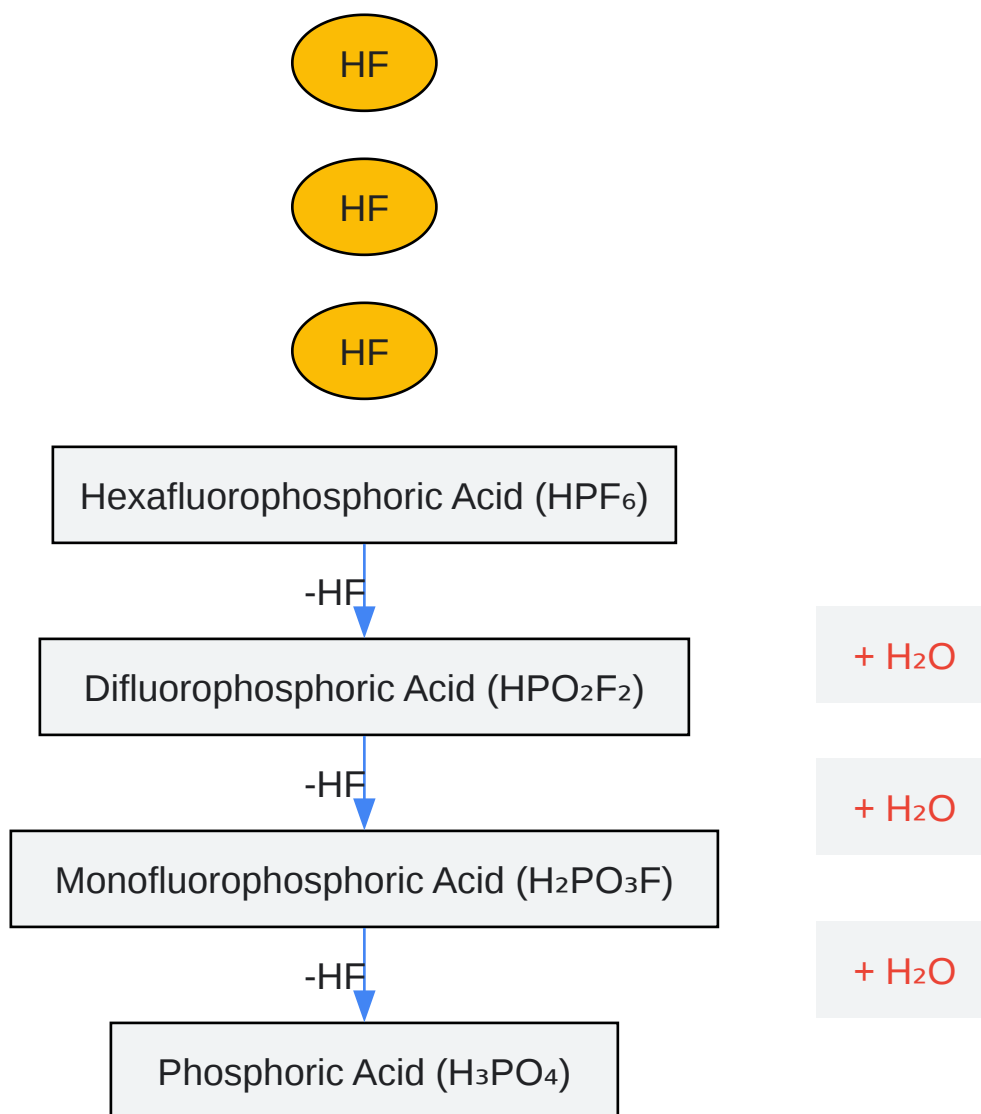 HF
HF
HF
Hexafluorophosphoric Acid (HPF₆)
-HF
+ H₂O
Difluorophosphoric Acid (HPO₂F₂)
-HF
+ H₂O
Monofluorophosphoric Acid (H₂PO₃F)
-HF
+ H₂O
Phosphoric Acid (H₃PO₄)